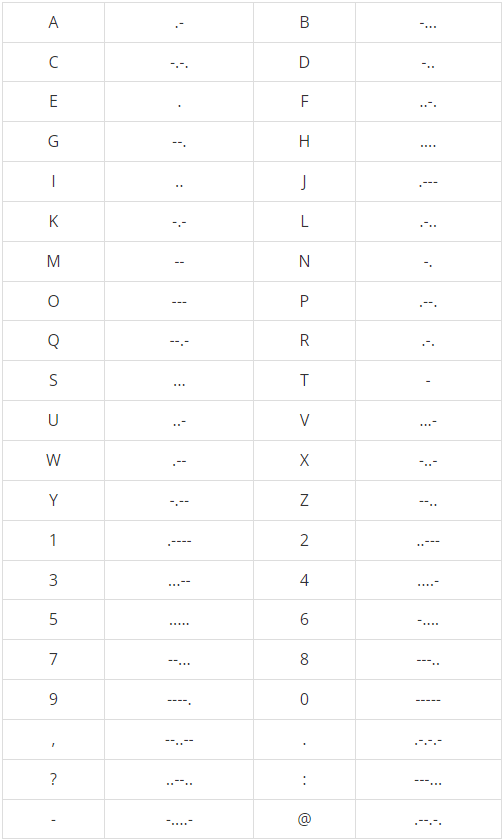 A .- B -...
C -.-. D -..
E . F ..-.
G --. H ....
I .. J .---
K -.- L .-..
M -- N -.
O --- P .--.
Q --.- R .-.
S ... T -
U ..- V ...-
W .-- X -..-
Y -.-- Z --..
1 .---- 2 ..---
3 ...-- 4 ....-
5 ..... 6 -....
7 --... 8 ---..
9 ----. 0 -----
, --..-- . .-.-.-
? ..--.. : ---...
- -....- @ .--.-.